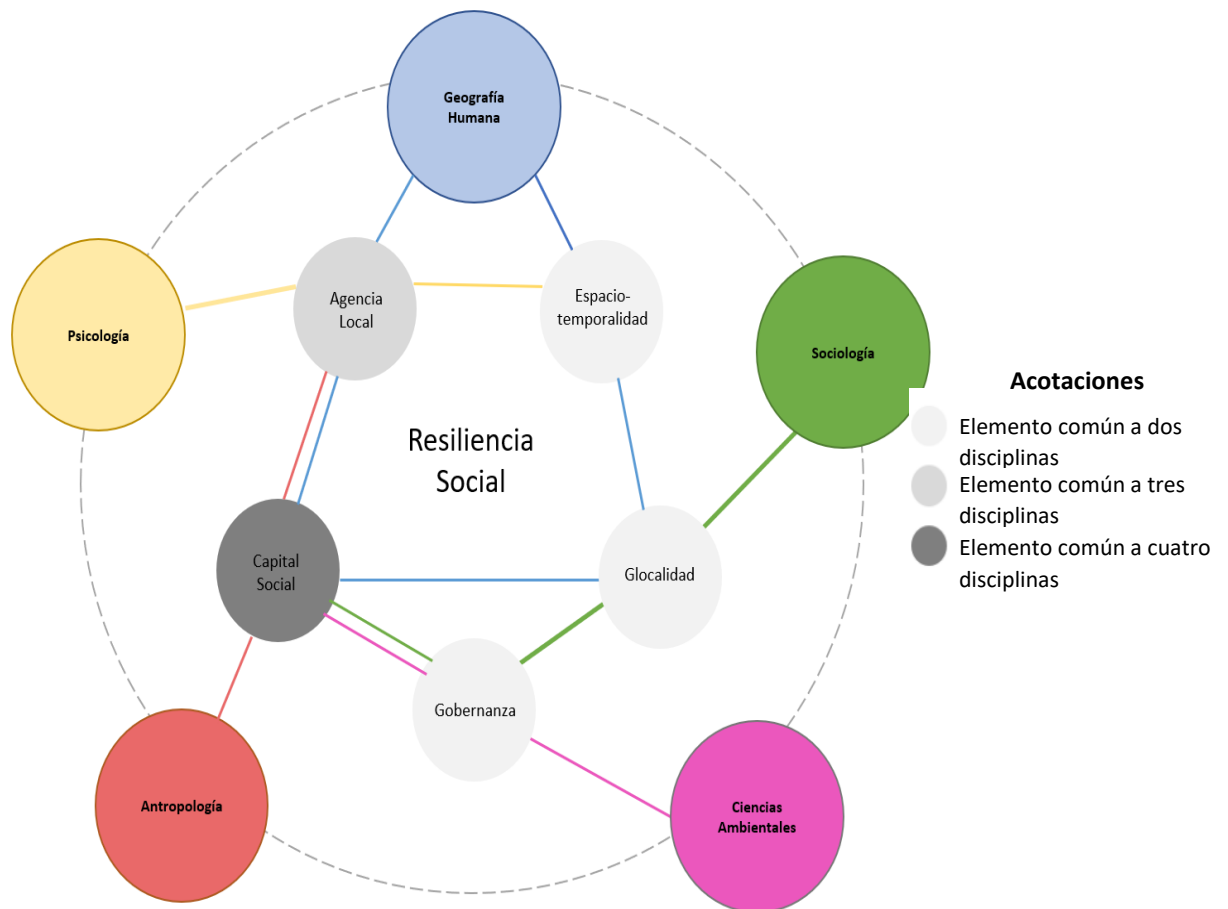 Geografía
Humana
Psicología
Agencia
Local
Espacio-
temporalidad
Sociología
Resiliencia
Social
Capital
Social
Glocalidad
Gobernanza
Antropología
Ciencias
Ambientales
Acotaciones
Elemento común a dos
disciplinas
Elemento común a tres
disciplinas
Elemento común a cuatro
disciplinas